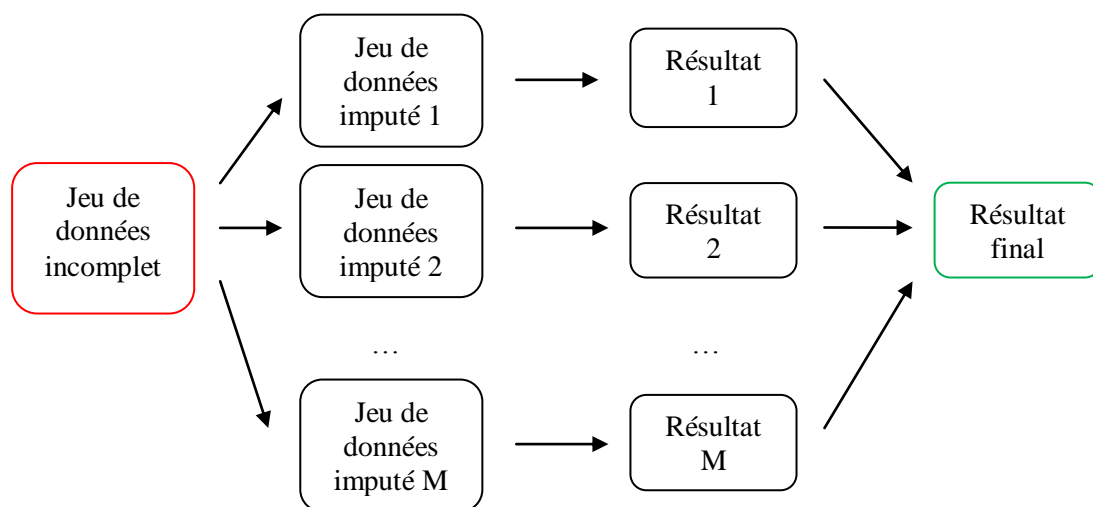 Jeu de
données
incomplet
Jeu de
données
imputé 1
Résultat
1
Jeu de
données
imputé 2
Résultat
2
…
…
Jeu de
données
imputé M
Résultat
M
Résultat
final